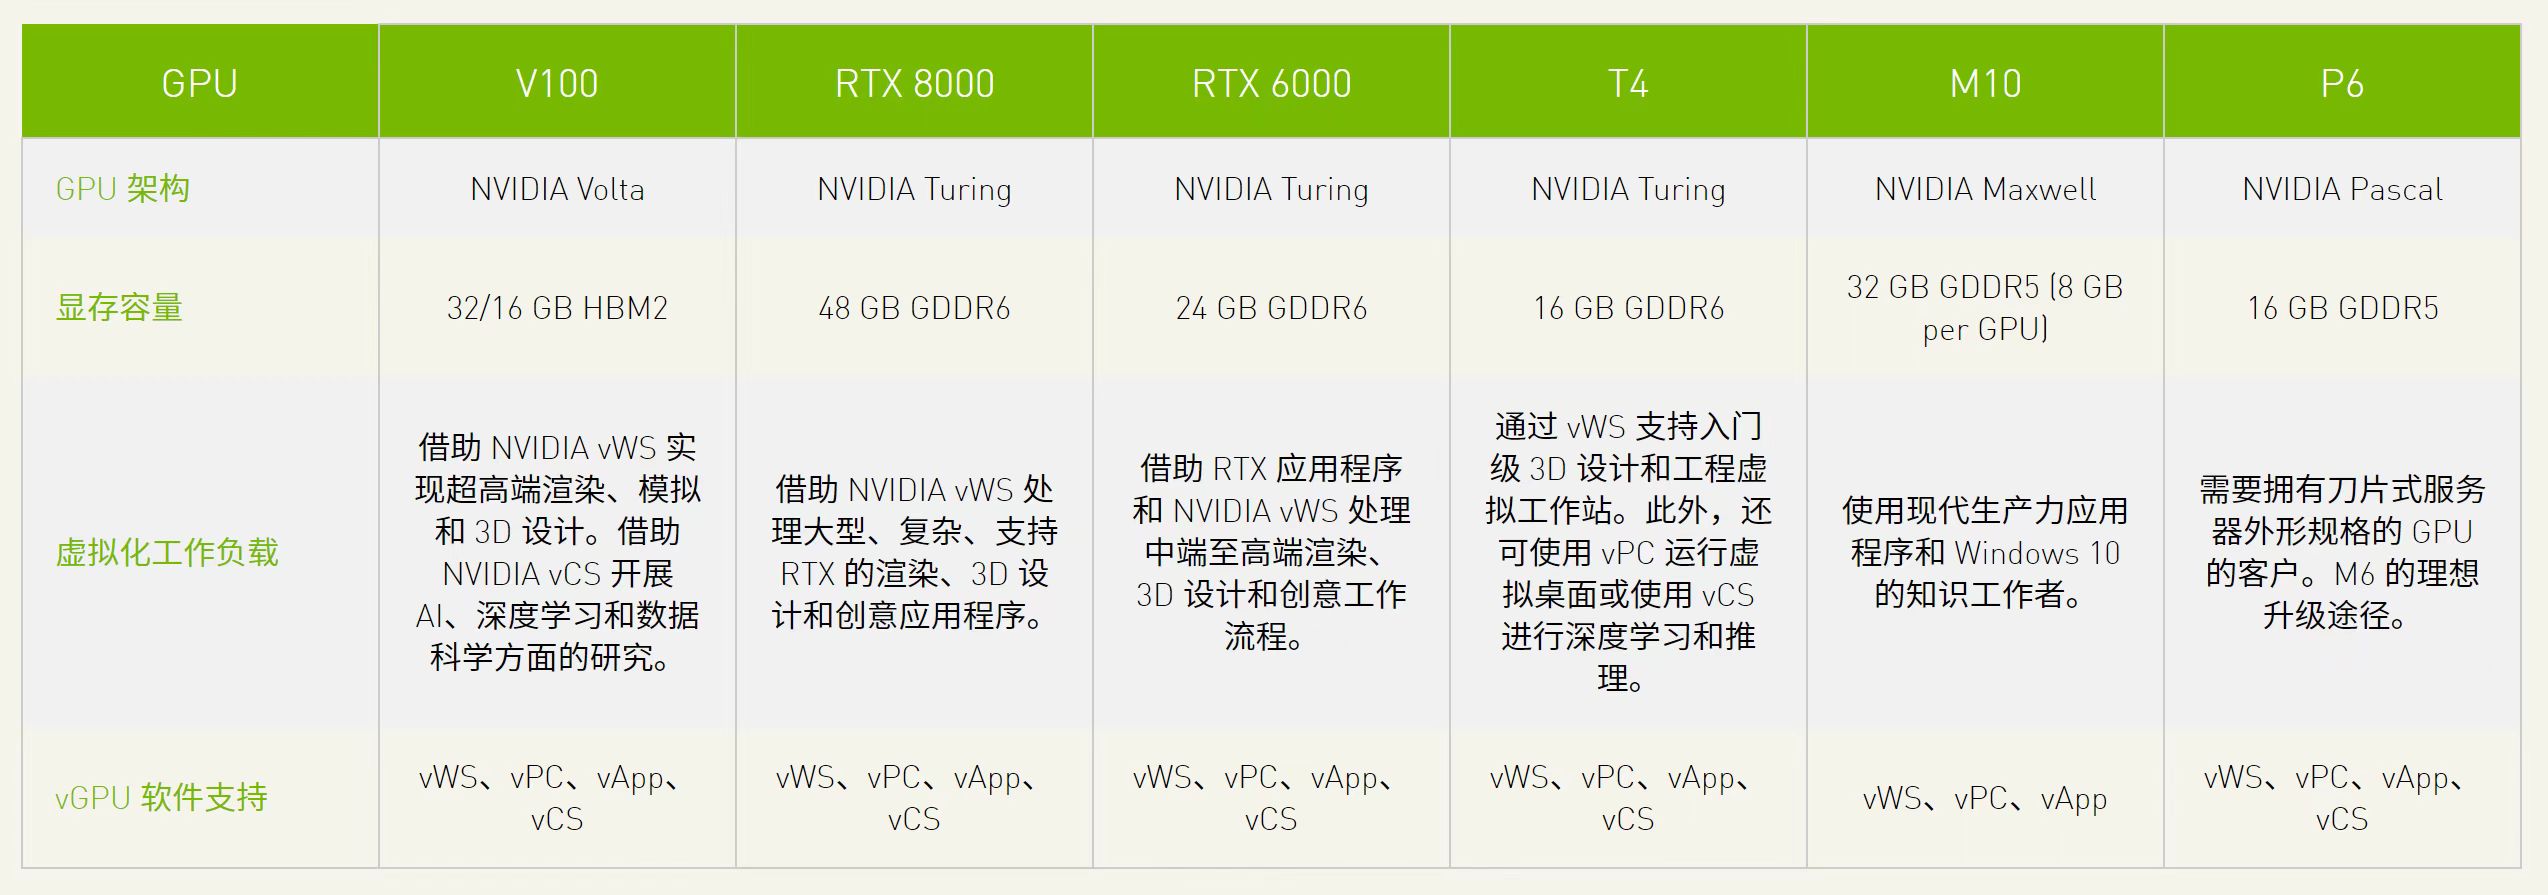 GPU V100 RTX 8000 RTX 6000 T4 M10 P6
GPU 架构 NVIDIA Volta NVIDIA Turing NVIDIA Turing NVIDIA Turing NVIDIA Maxwell NVIDIA Pascal
显存容量
32/16 GB HBM2
48 GB GDDR6
24 GB GDDR6
16 GB GDDR6
32 GB GDDR5 (8 GB
per GPU)
16 GB GDDR5
虚拟化工作负载
借助 NVIDIA vWS 实
现超高端渲染、模拟
和 3D 设计。借助
NVIDIA vCS 开展
AI、深度学习和数据
科学方面的研究。
借助 NVIDIA vWS 处
理大型、复杂、支持
RTX 的渲染、3D 设
计和创意应用程序。
借助 RTX 应用程序
和 NVIDIA vWS 处理
中端至高端渲染、
3D 设计和创意工作
流程。
通过 vWS 支持入门
级 3D 设计和工程虚
拟工作站。此外，还
可使用 vPC 运行虚
拟桌面或使用 vCS
进行深度学习和推
理。
使用现代生产力应用
程序和 Windows 10
的知识工作者。
需要拥有刀片式服务
器外形规格的 GPU
的客户。M6 的理想
升级途径。
vGPU 软件支持
vWS、vPC、vApp、
vCS
vWS、vPC、vApp、
vCS
vWS、vPC、vApp、
vCS
vWS、vPC、vApp、
vCS
vWS、vPC、vApp
vWS、vPC、vApp、
vCS